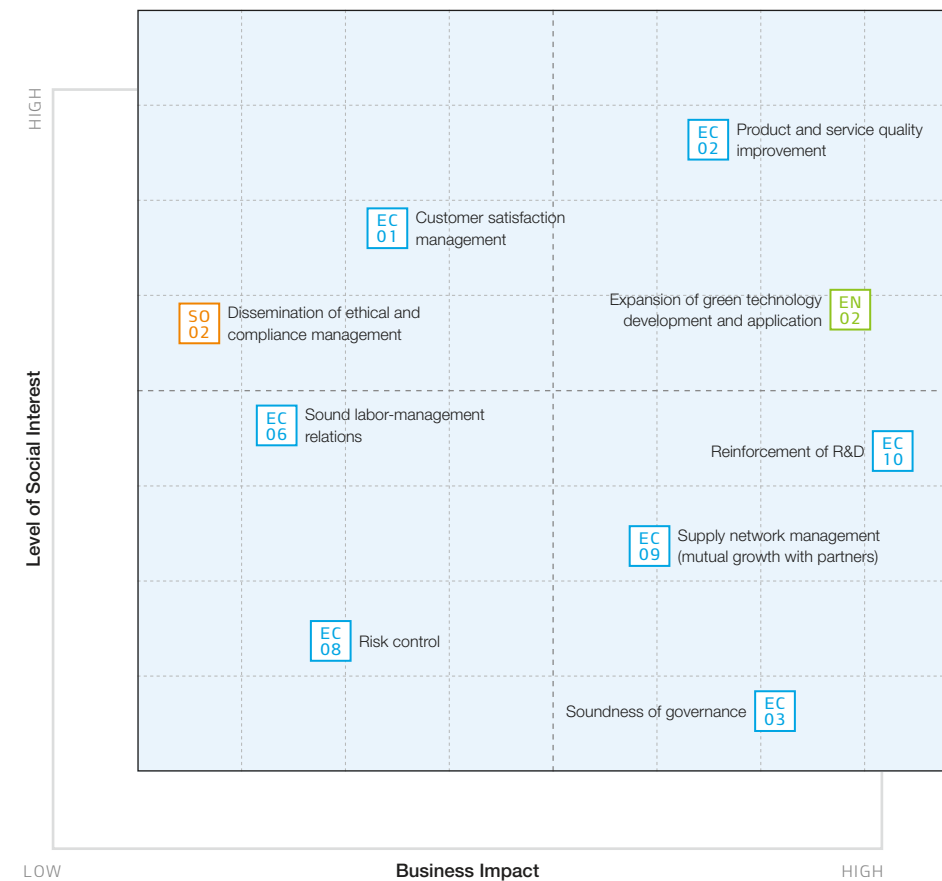 HIGH
EC
02
Product and service quality
improvement
EC
01
Customer satisfaction
management
SO
02
Dissemination of ethical and
compliance management
Expansion of green technology
development and application
EN
02
Level of Social Interest
EC
06
Sound labor-management
relations
Reinforcement of R&D
EC
10
EC
09
Supply network management
(mutual growth with partners)
EC
08
Risk control
Soundness of governance
EC
03
LOW
Business Impact
HIGH